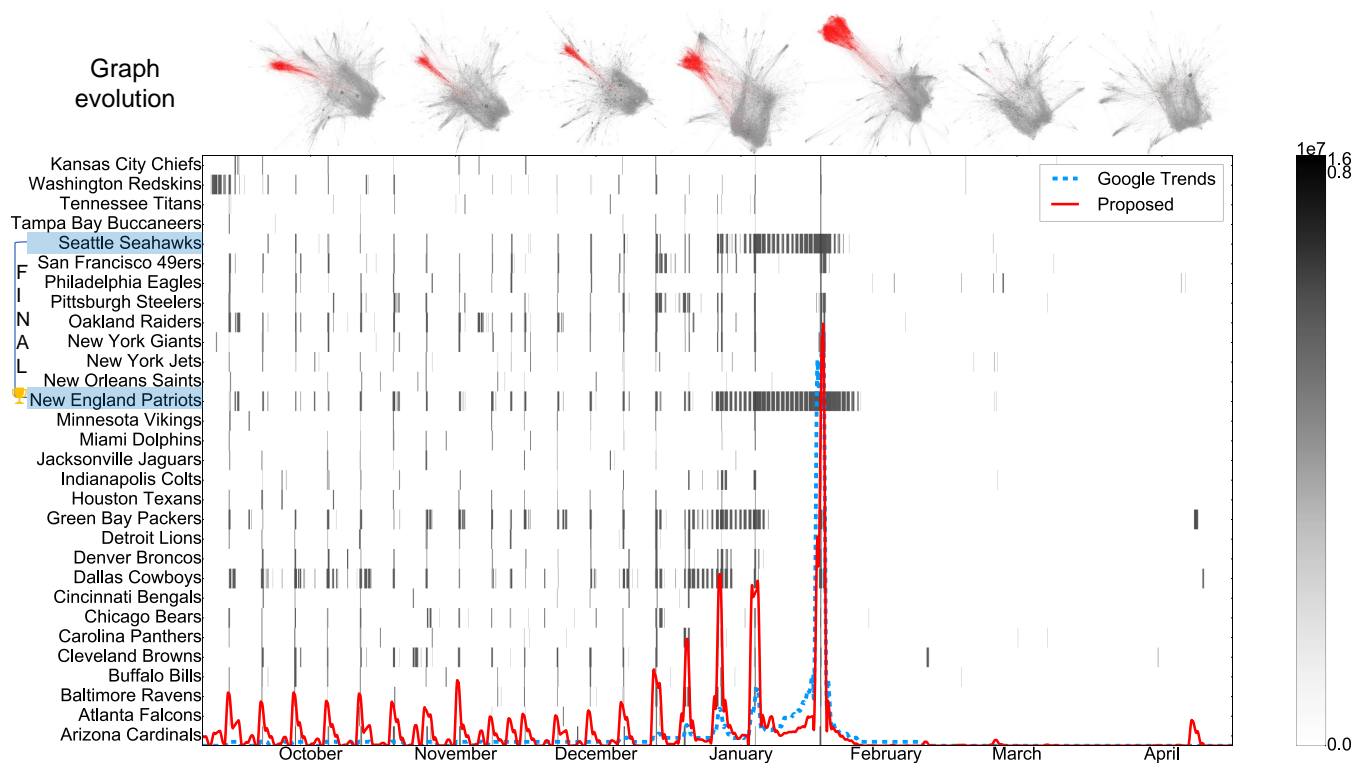 Graph
evolution
1e7
1.6
0.8
Kansas City Chiefs
Washington Redskins
Tennessee Titans
Tampa Bay Buccaneers
Seattle Seahawks
San Francisco 49ers
Philadelphia Eagles
Pittsburgh Steelers
Oakland Raiders
New York Giants
New York Jets
New Orleans Saints
New England Patriots
Minnesota Vikings
Miami Dolphins
Jacksonville Jaguars
Indianapolis Colts
Houston Texans
Green Bay Packers
Detroit Lions
Denver Broncos
Dallas Cowboys
Cincinnati Bengals
Chicago Bears
Carolina Panthers
Cleveland Browns
Buffalo Bills
Baltimore Ravens
Atlanta Falcons
Arizona Cardinals
F
I
N
A
L
Google Trends
Proposed
0.0
October November December January February March April